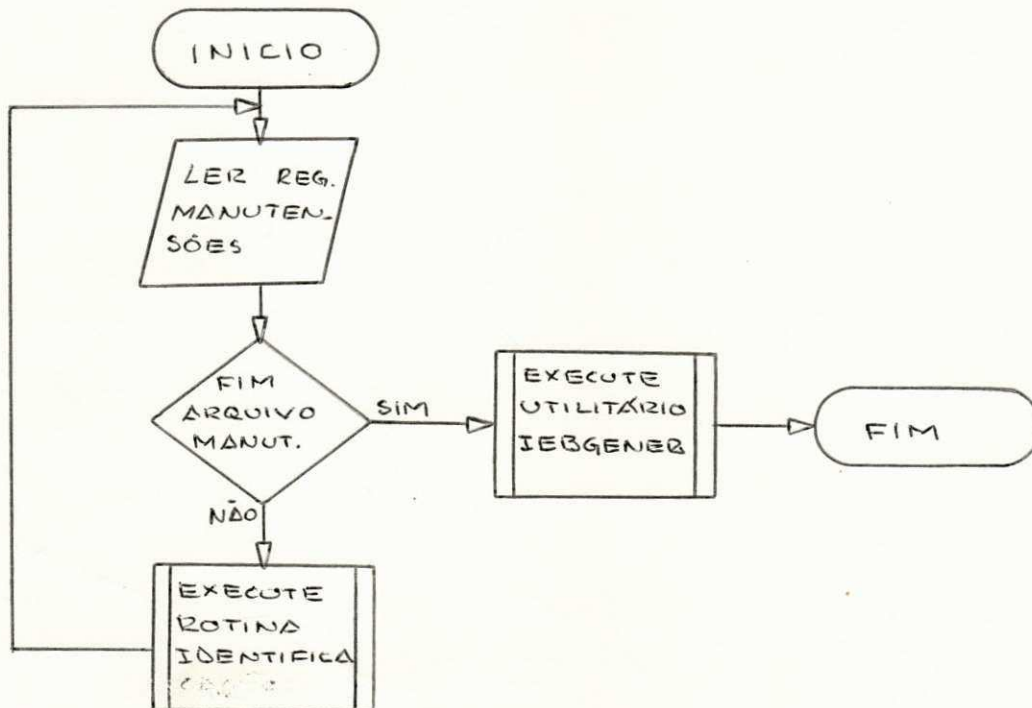 INICIO
LER REG.
MANUTEN-
SÕES
FIM
ARQUIVO
MANUT.
SIM
EXECUTE
UTILITÁRIO
IEBGENER
FIM
NÃO
EXECUTE
ROTINA
IDENTIFICA